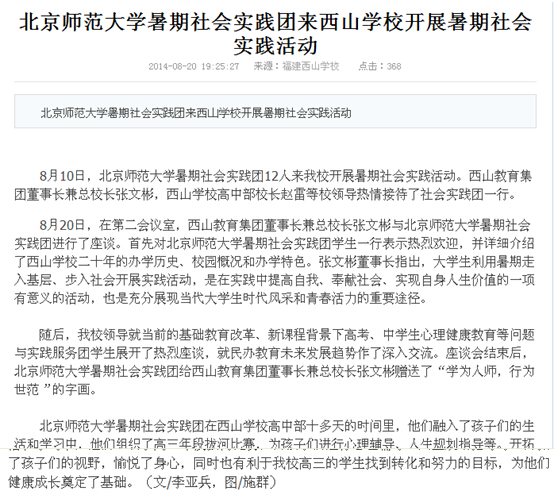 北京师范大学暑期社会实践团来西山学校开展暑期社会
实践活动
2014-08-20 19:25:27 来源：福建西山学校 点击：368
北京师范大学暑期社会实践团来西山学校开展暑期社会实践活动
8月10日，北京师范大学暑期社会实践团12人来我校开展暑期社会实践活动。西山教育集
团董事长兼总校长张文彬，西山学校高中部校长赵雷等校领导热情接待了社会实践团一行。
8月20日，在第二会议室，西山教育集团董事长兼总校长张文彬与北京师范大学暑期社会
实践团进行了座谈。首先对北京师范大学暑期社会实践团学生一行表示热烈欢迎，并详细介绍
了西山学校二十年的办学历史、校园概况和办学特色。张文彬董事长指出，大学生利用暑期走
入基层、步入社会开展实践活动，是在实践中提高自我、奉献社会、实现自身人生价值的一项
有意义的活动，也是充分展现当代大学生时代风采和青春活力的重要途径。
随后，我校领导就当前的基础教育改革、新课程背景下高考、中学生心理健康教育等问题
与实践服务团学生展开了热烈座谈，就民办教育未来发展趋势作了深入交流。座谈会结束后，
北京师范大学暑期社会实践团给西山教育集团董事长兼总校长张文彬赠送了“学为人师，行为
世范 ”的字画。
北京师范大学暑期社会实践团在西山学校高中部十多天的时间里，他们融入了孩子们的生
活和学习中，他们组织了高三年段拔河比赛，为孩子们进行心理辅导、人生规划指导等。开拓
了孩子们的视野，愉悦了身心，同时也有利于我校高三的学生找到转化和努力的目标，为他们
健康成长奠定了基础。（文/李亚兵，图/施群）